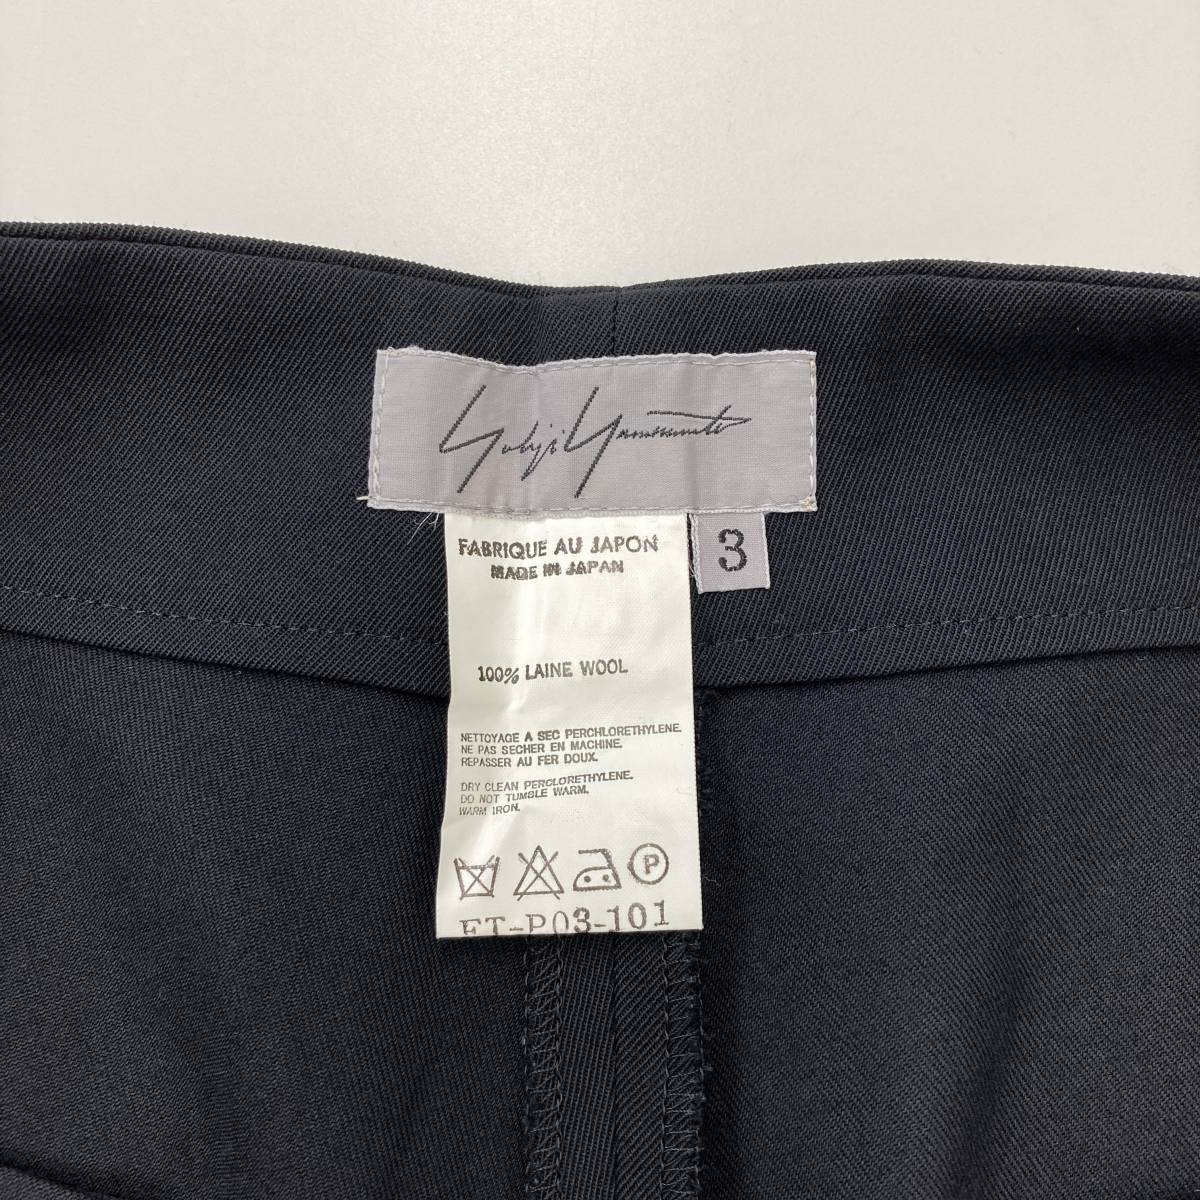 Yohji Yamamoto
3
FABRIQUE AU JAPON
MADE IN JAPAN
100% LAINE WOOL
NETTOYAGE A SEC PERCHLORETHYLENE.
NE PAS SECHER EN MACHINE.
REPASSER AU FER DOUX.
DRY CLEAN PERCLORETHYLENE.
DO NOT TUMBLE WARM.
WARM IRON.
P
FT-P03-101